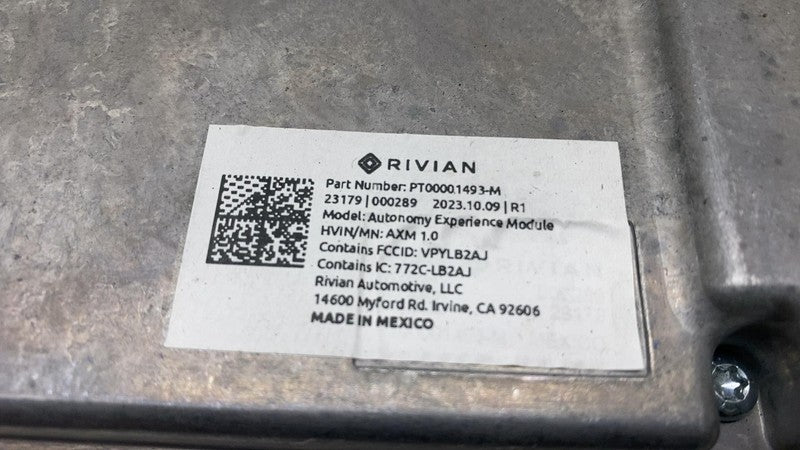 RIVIAN
Part Number: PT00001493-M
23179 | 000289 2023.10.09 | R1
Model: Autonomy Experience Module
HVIN/MN: AXM 1.0
Contains FCCID: VPYLB2AJ
Contains IC: 772C-LB2AJ
Rivian Automotive, LLC
14600 Myford Rd. Irvine, CA 92606
MADE IN MEXICO